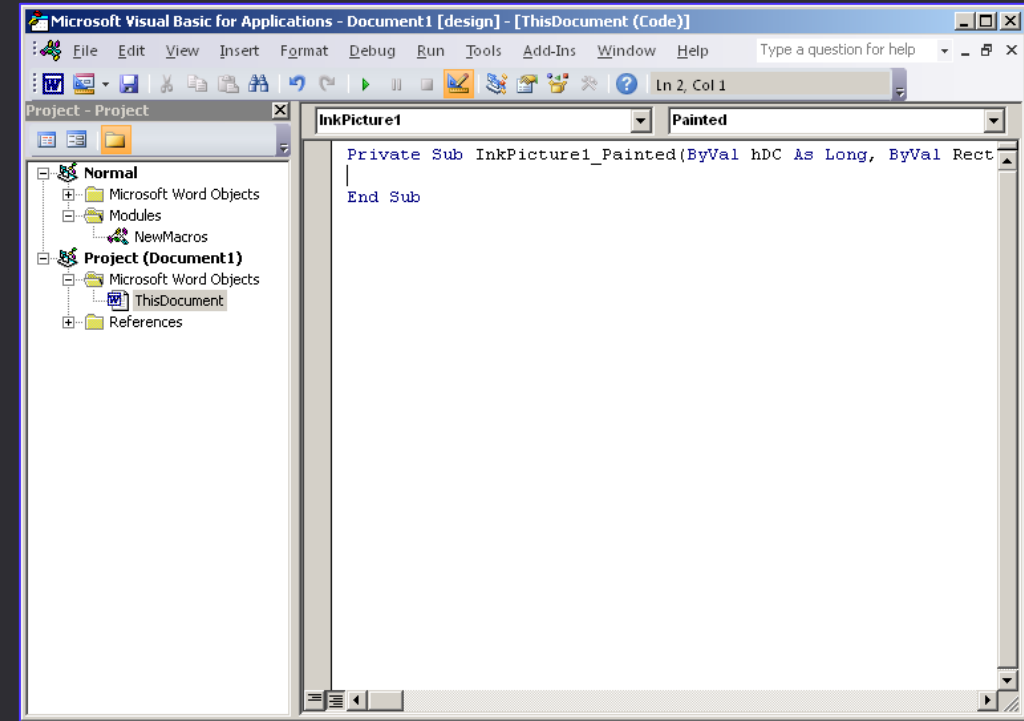 Microsoft Visual Basic for Applications - Document1 [design] - [ThisDocument (Code)]
File Edit View Insert Format Debug Run Tools Add-Ins Window Help Type a question for help
Ln 2, Col 1
Project - Project
InkPicture1 Painted
Private Sub InkPicture1_Painted(ByVal hDC As Long, ByVal Rect
End Sub
Normal
Microsoft Word Objects
Modules
NewMacros
Project (Document1)
Microsoft Word Objects
ThisDocument
References